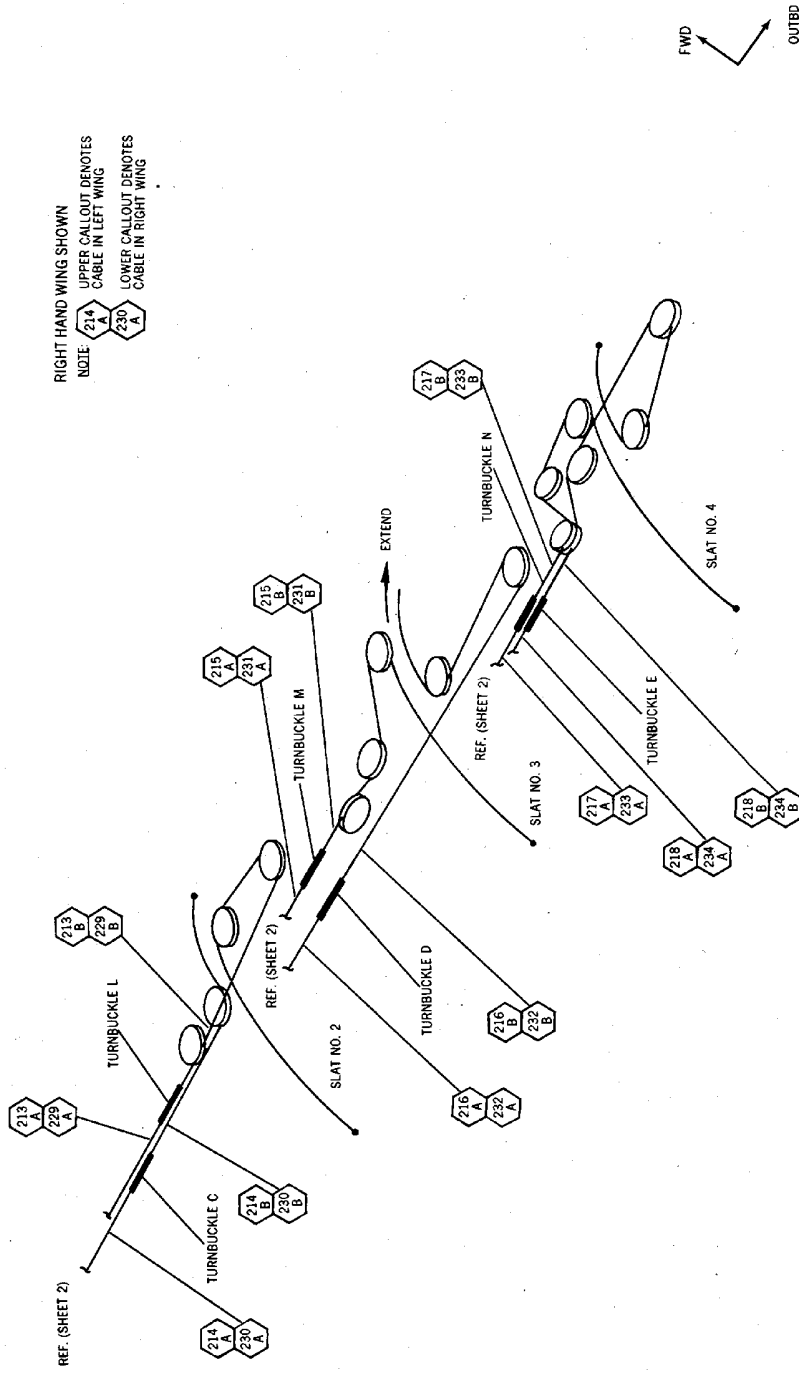 RIGHT HAND WING SHOWN
NOTE:
214
A
UPPER CALLOUT DENOTES
CABLE IN LEFT WING
230
A
LOWER CALLOUT DENOTES
CABLE IN RIGHT WING
FWD
OUTBD
REF. (SHEET 2)
214
A
230
A
TURNBUCKLE C
213
A
229
A
214
B
230
B
TURNBUCKLE L
213
B
229
B
SLAT NO. 2
REF. (SHEET 2)
215
A
231
A
TURNBUCKLE M
215
B
231
B
216
A
232
A
TURNBUCKLE D
216
B
232
B
EXTEND
SLAT NO. 3
REF. (SHEET 2)
217
A
233
A
TURNBUCKLE N
217
B
233
B
218
A
234
A
TURNBUCKLE E
218
B
234
B
SLAT NO. 4